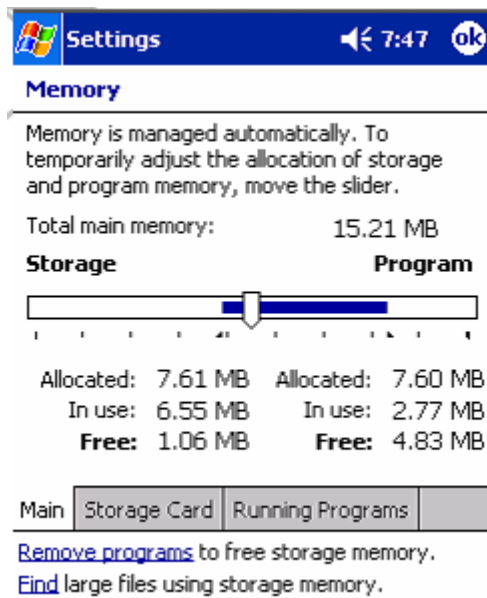 Settings 7:47 ok
Memory
Memory is managed automatically. To
temporarily adjust the allocation of storage
and program memory, move the slider.
Total main memory: 15.21 MB
Storage Program
Allocated: 7.61 MB Allocated: 7.60 MB
In use: 6.55 MB In use: 2.77 MB
Free: 1.06 MB Free: 4.83 MB
Main Storage Card Running Programs
Remove programs to free storage memory.
Find large files using storage memory.